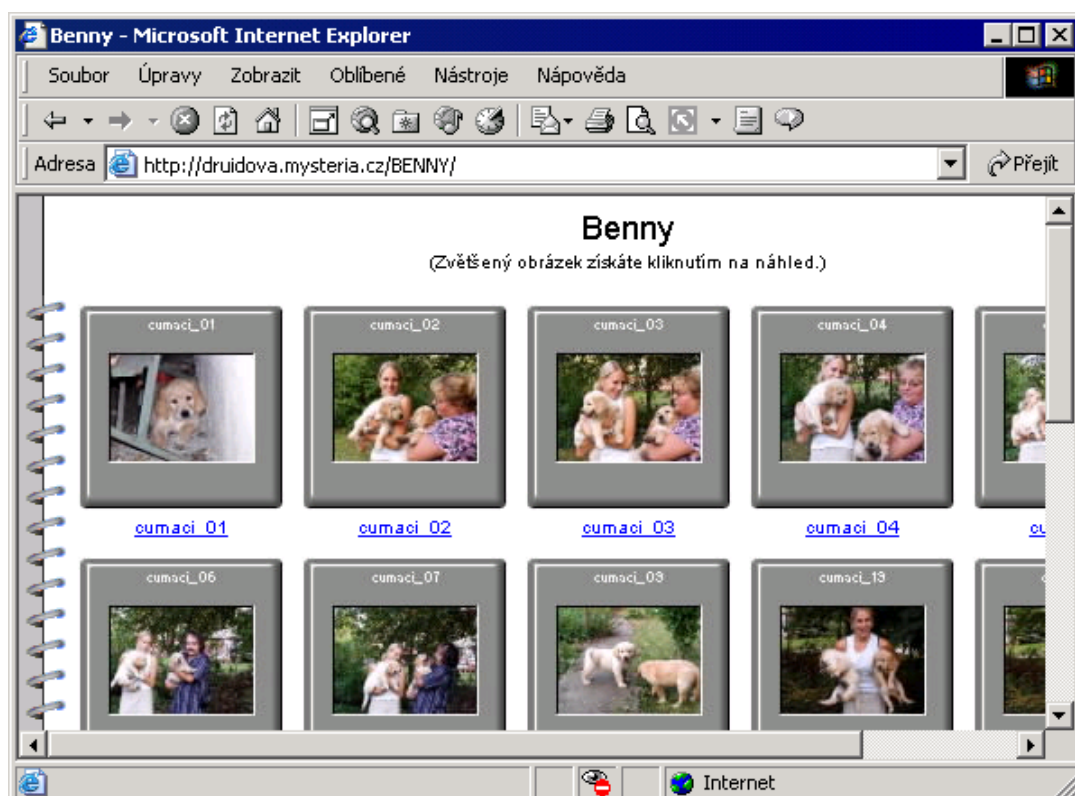 Benny - Microsoft Internet Explorer
Soubor Úpravy Zobrazit Oblíbené Nástroje Nápověda
Adresa http://druidova.mysteria.cz/BENNY/ Přejít
Benny
(Zvětšený obrázek získáte kliknutím na náhled.)
cumaci_01 cumaci_02 cumaci_03 cumaci_04
cumaci_01 cumaci_02 cumaci_03 cumaci_04
cumaci_06 cumaci_07 cumaci_09 cumaci_13
Internet